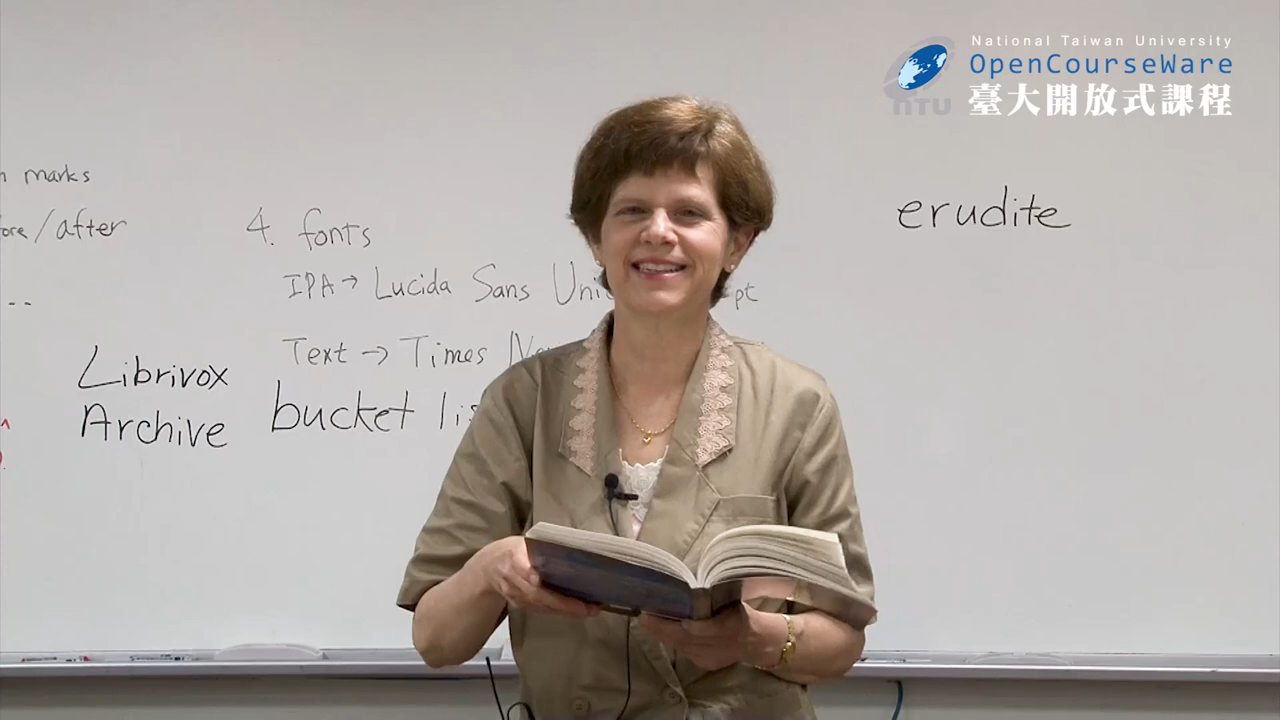 National Taiwan University
OpenCourseWare
臺大開放式課程
NTU
marks
/after
4. fonts
IPA → Lucida Sans
pt
Text → Times
Librivox
Archive
bucket
erudite